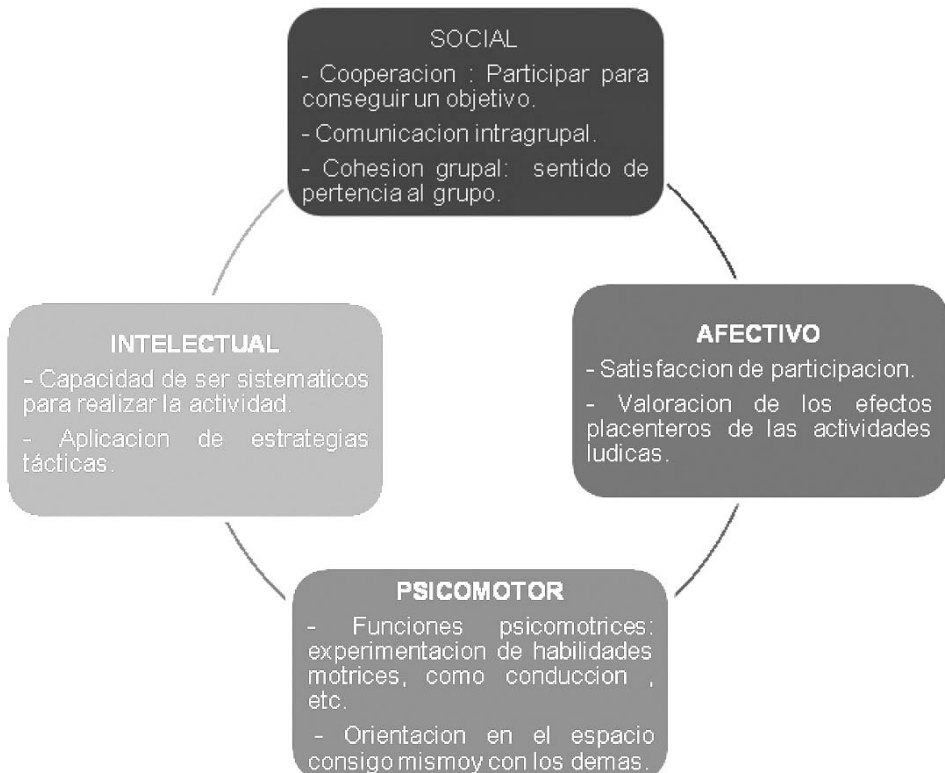 SOCIAL
- Cooperacion : Participar para
conseguir un objetivo.
- Comunicacion intragrupal.
- Cohesion grupal: sentido de
pertencia al grupo.
INTELECTUAL
- Capacidad de ser sistematicos
para realizar la actividad.
- Aplicacion de estrategias
tácticas.
AFECTIVO
- Satisfaccion de participacion.
- Valoracion de los efectos
placenteros de las actividades
ludicas.
PSICOMOTOR
- Funciones psicomotrices:
experimentacion de habilidades
motrices, como conduccion ,
etc.
- Orientacion en el espacio
consigo mismoy con los demas.